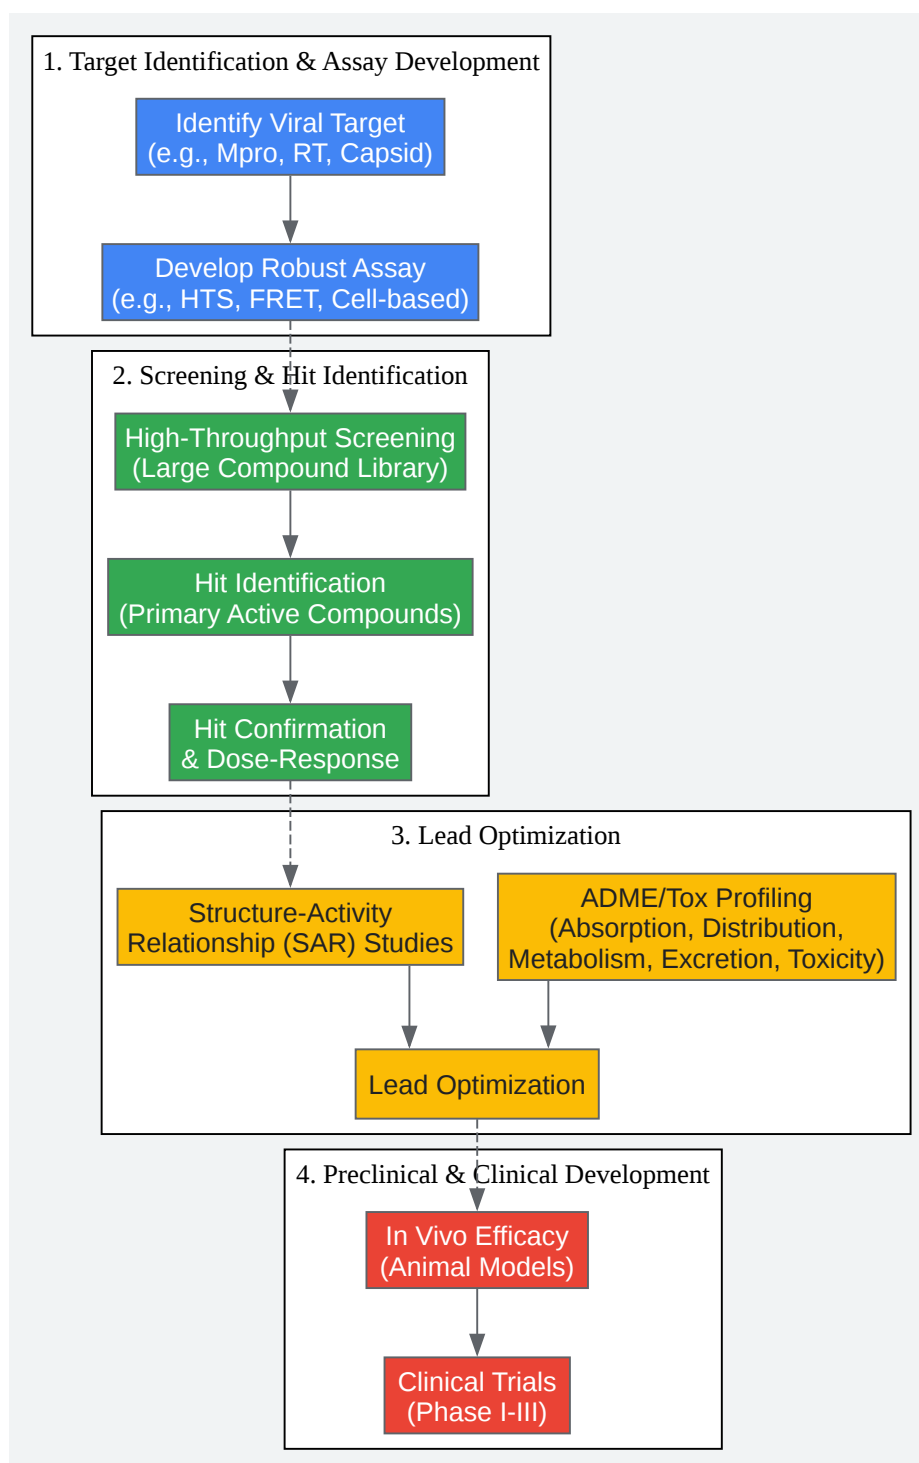 1. Target Identification & Assay Development
Identify Viral Target
(e.g., Mpro, RT, Capsid)
Develop Robust Assay
(e.g., HTS, FRET, Cell-based)
2. Screening & Hit Identification
High-Throughput Screening
(Large Compound Library)
Hit Identification
(Primary Active Compounds)
Hit Confirmation
& Dose-Response
3. Lead Optimization
Structure-Activity
Relationship (SAR) Studies
ADME/Tox Profiling
(Absorption, Distribution,
Metabolism, Excretion, Toxicity)
Lead Optimization
4. Preclinical & Clinical Development
In Vivo Efficacy
(Animal Models)
Clinical Trials
(Phase I-III)